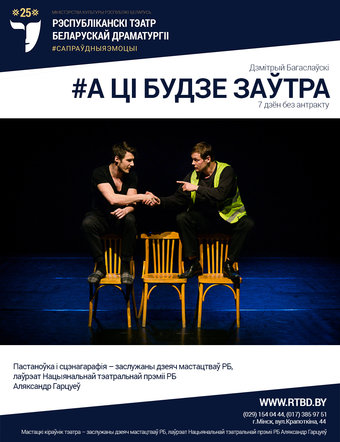 25
МІНІСТЭРСТВА КУЛЬТУРЫ РЭСПУБЛІКІ БЕЛАРУСЬ
РЭСПУБЛІКАНСКІ ТЭАТР
БЕЛАРУСКАЙ ДРАМАТУРГІІ
#САПРАЎДНЫЯЭМОЦЫІ
Дзмітрый Багаслаўскі
#А ЦІ БУДЗЕ ЗАЎТРА
7 дзён без антракту
Пастаноўка і сцэнаграфія – заслужаны дзеяч мастацтваў РБ,
лаўрэат Нацыянальнай тэатральнай прэміі РБ
Аляксандр Гарцуеў
WWW.RTBD.BY
(029) 154 04 44, (017) 385 97 51
г.Мінск, вул.Крапоткіна, 44
Мастацкі кіраўнік тэатра – заслужаны дзеяч мастацтваў РБ, лаўрэат Нацыянальнай тэатральнай прэміі РБ Аляксандр Гарцуеў